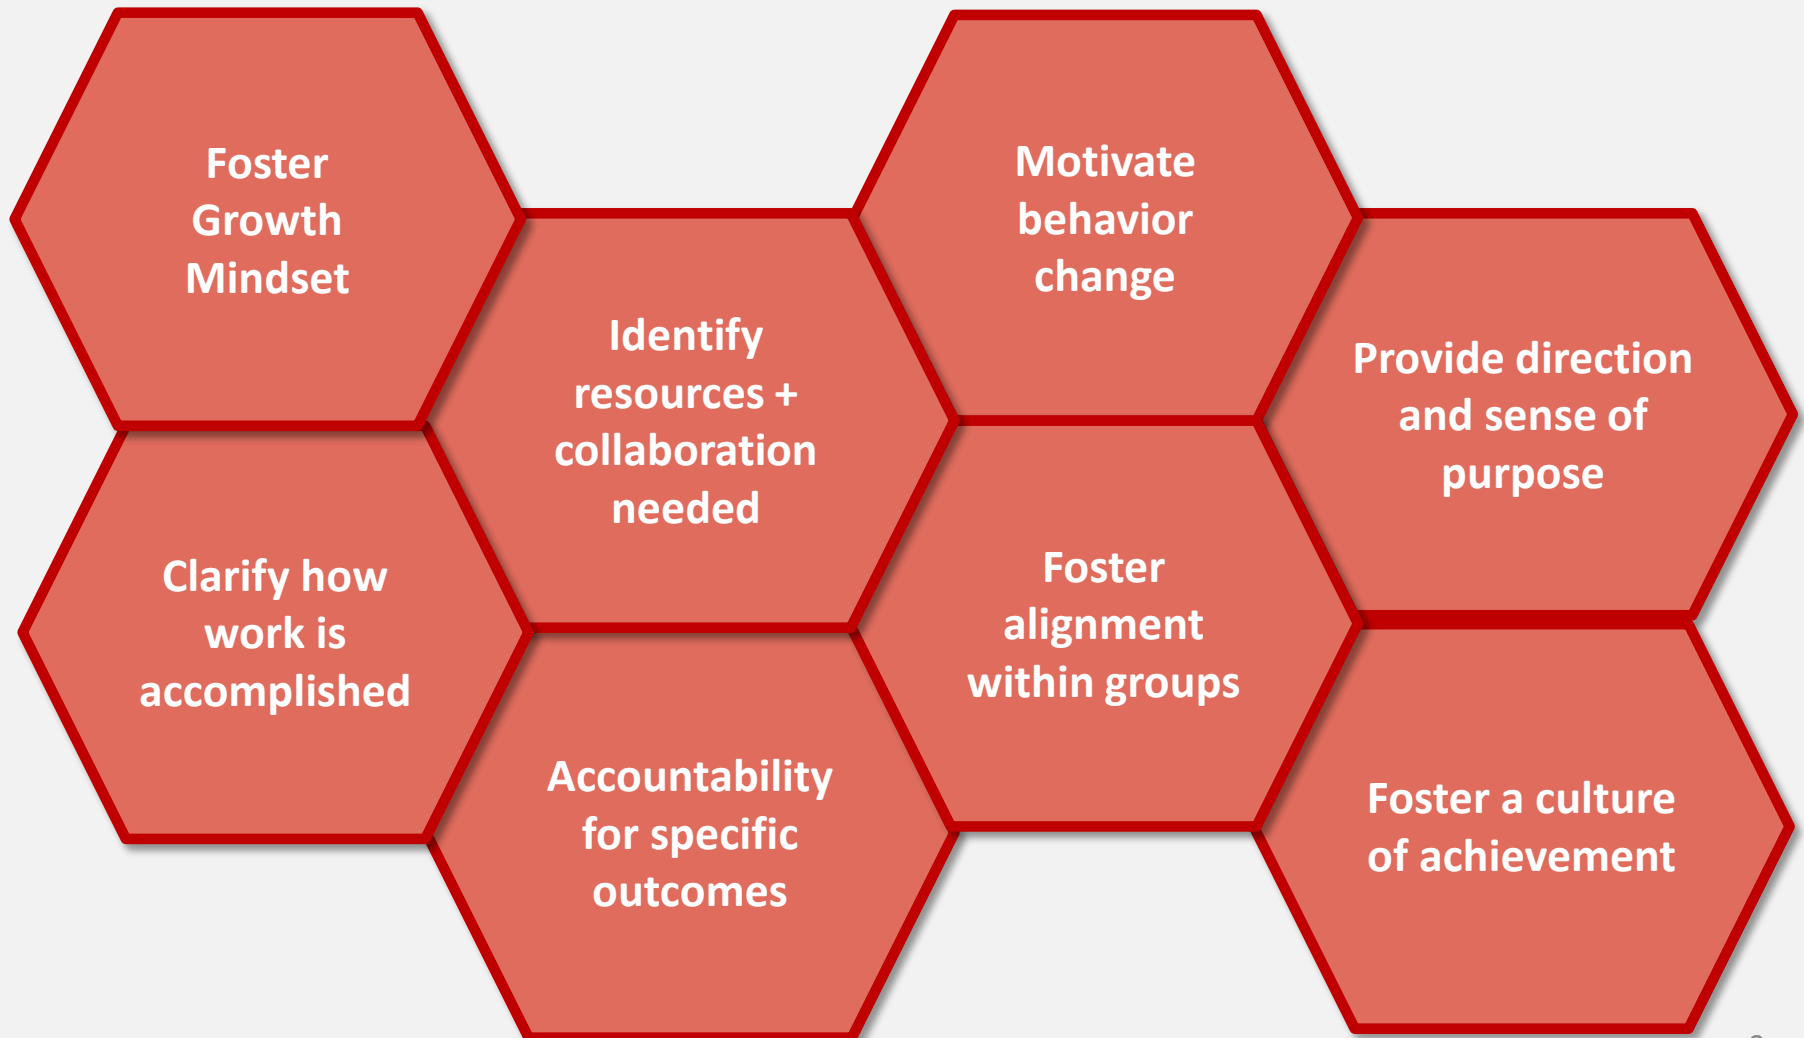 Foster
Growth
Mindset
Identify
resources +
collaboration
needed
Motivate
behavior
change
Provide direction
and sense of
purpose
Clarify how
work is
accomplished
Accountability
for specific
outcomes
Foster
alignment
within groups
Foster a culture
of achievement